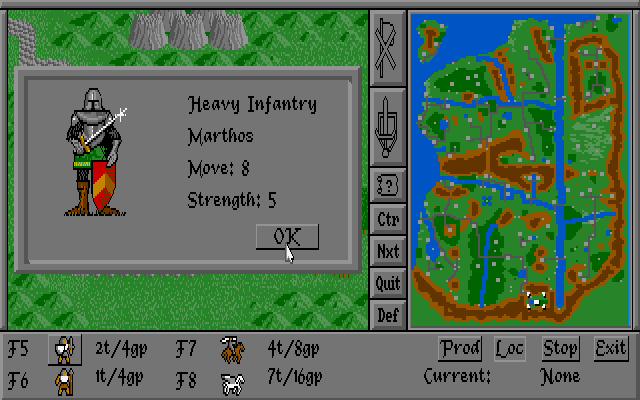 Heavy Infantry
Marthos
Move: 8
Strength: 5
OK
?
Ctr
Nxt
Quit
Def
F5 2t/4gp F7 4t/8gp Prod Loc Stop Exit
F6 1t/4gp F8 7t/16gp Current: None